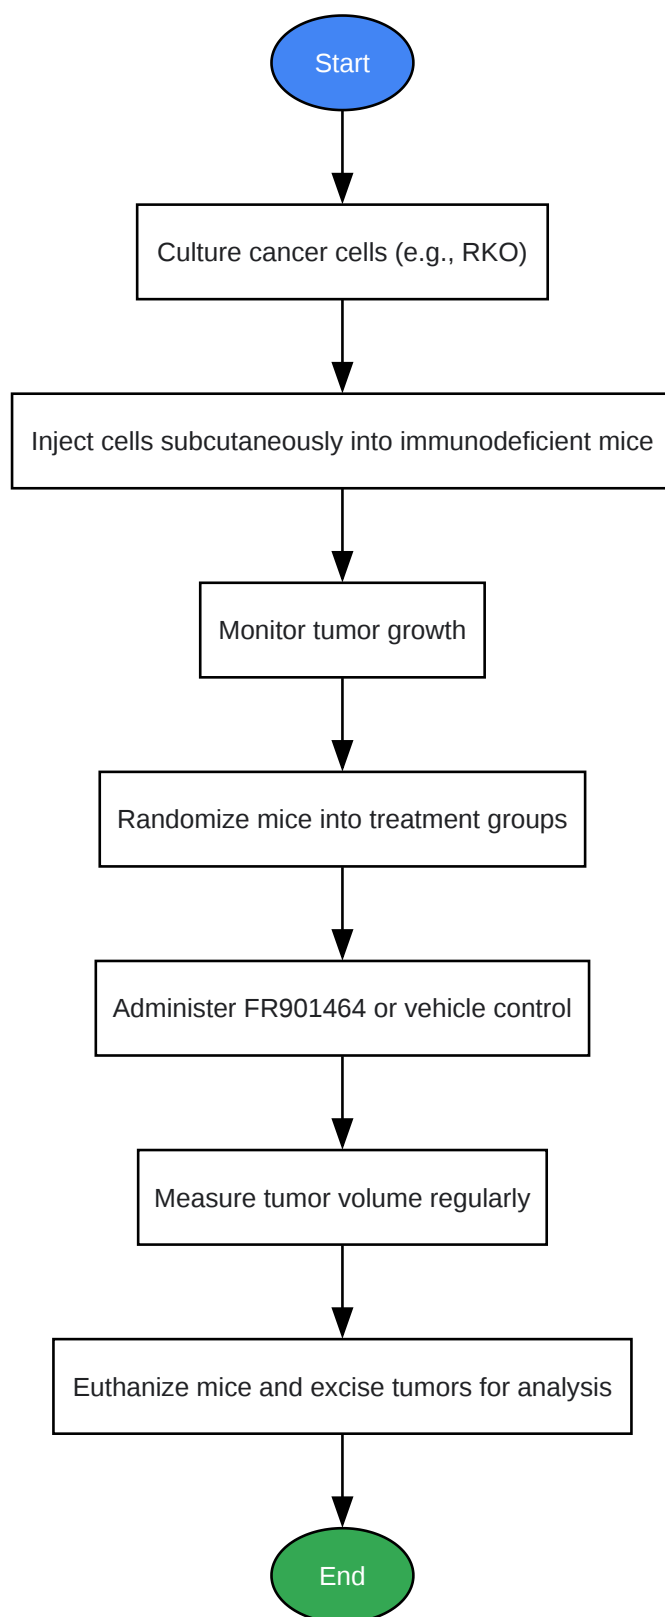 Start
Culture cancer cells (e.g., RKO)
Inject cells subcutaneously into immunodeficient mice
Monitor tumor growth
Randomize mice into treatment groups
Administer FR901464 or vehicle control
Measure tumor volume regularly
Euthanize mice and excise tumors for analysis
End